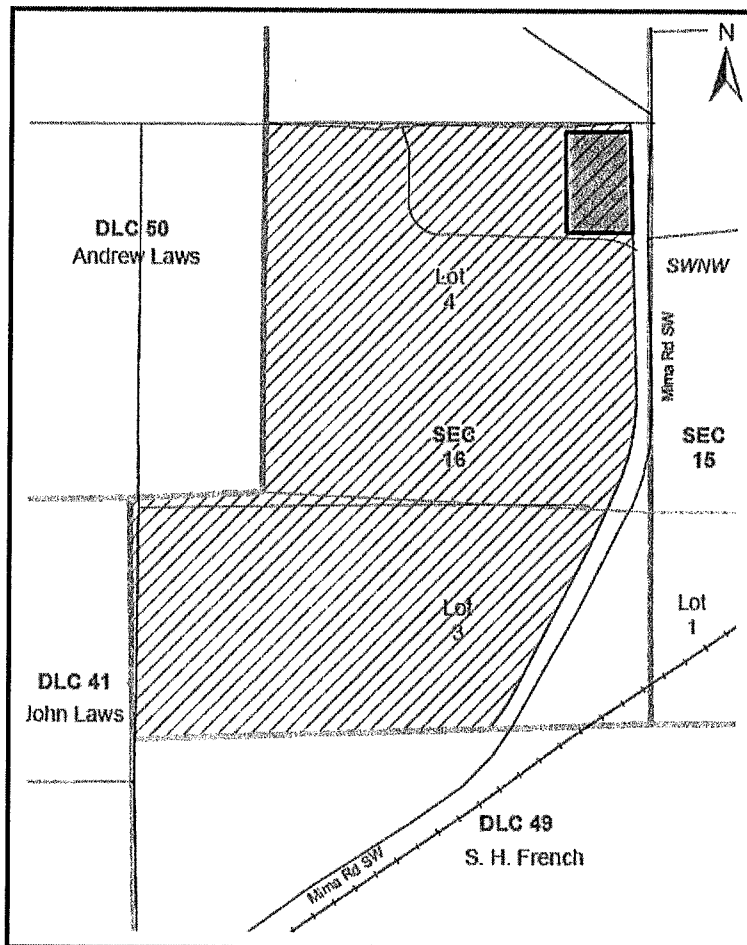 N
DLC 50
Andrew Laws
SWNW
Lot
4
Mima Rd SW
SEC
16
SEC
15
Lot
3
Lot
1
DLC 41
John Laws
DLC 49
S. H. French
Mima Rd SW